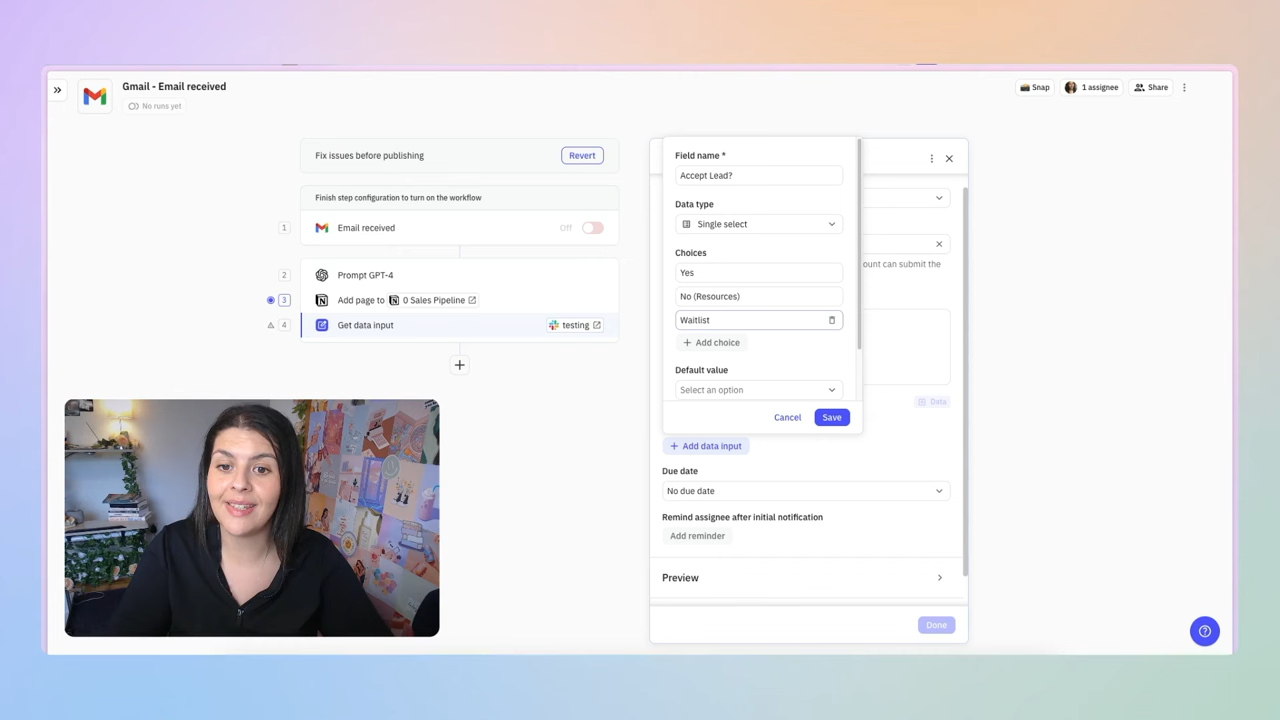 Gmail - Email received
No runs yet
Snap
1 assignee
Share
Fix issues before publishing
Revert
Finish step configuration to turn on the workflow
1
Email received
Off
2
Prompt GPT-4
3
Add page to
0 Sales Pipeline
4
Get data input
testing
Field name *
Accept Lead?
Data type
Single select
Choices
Yes
No (Resources)
Waitlist
Add choice
Default value
Select an option
Cancel
Save
ount can submit the
Data
Add data input
Due date
No due date
Remind assignee after initial notification
Add reminder
Preview
Done